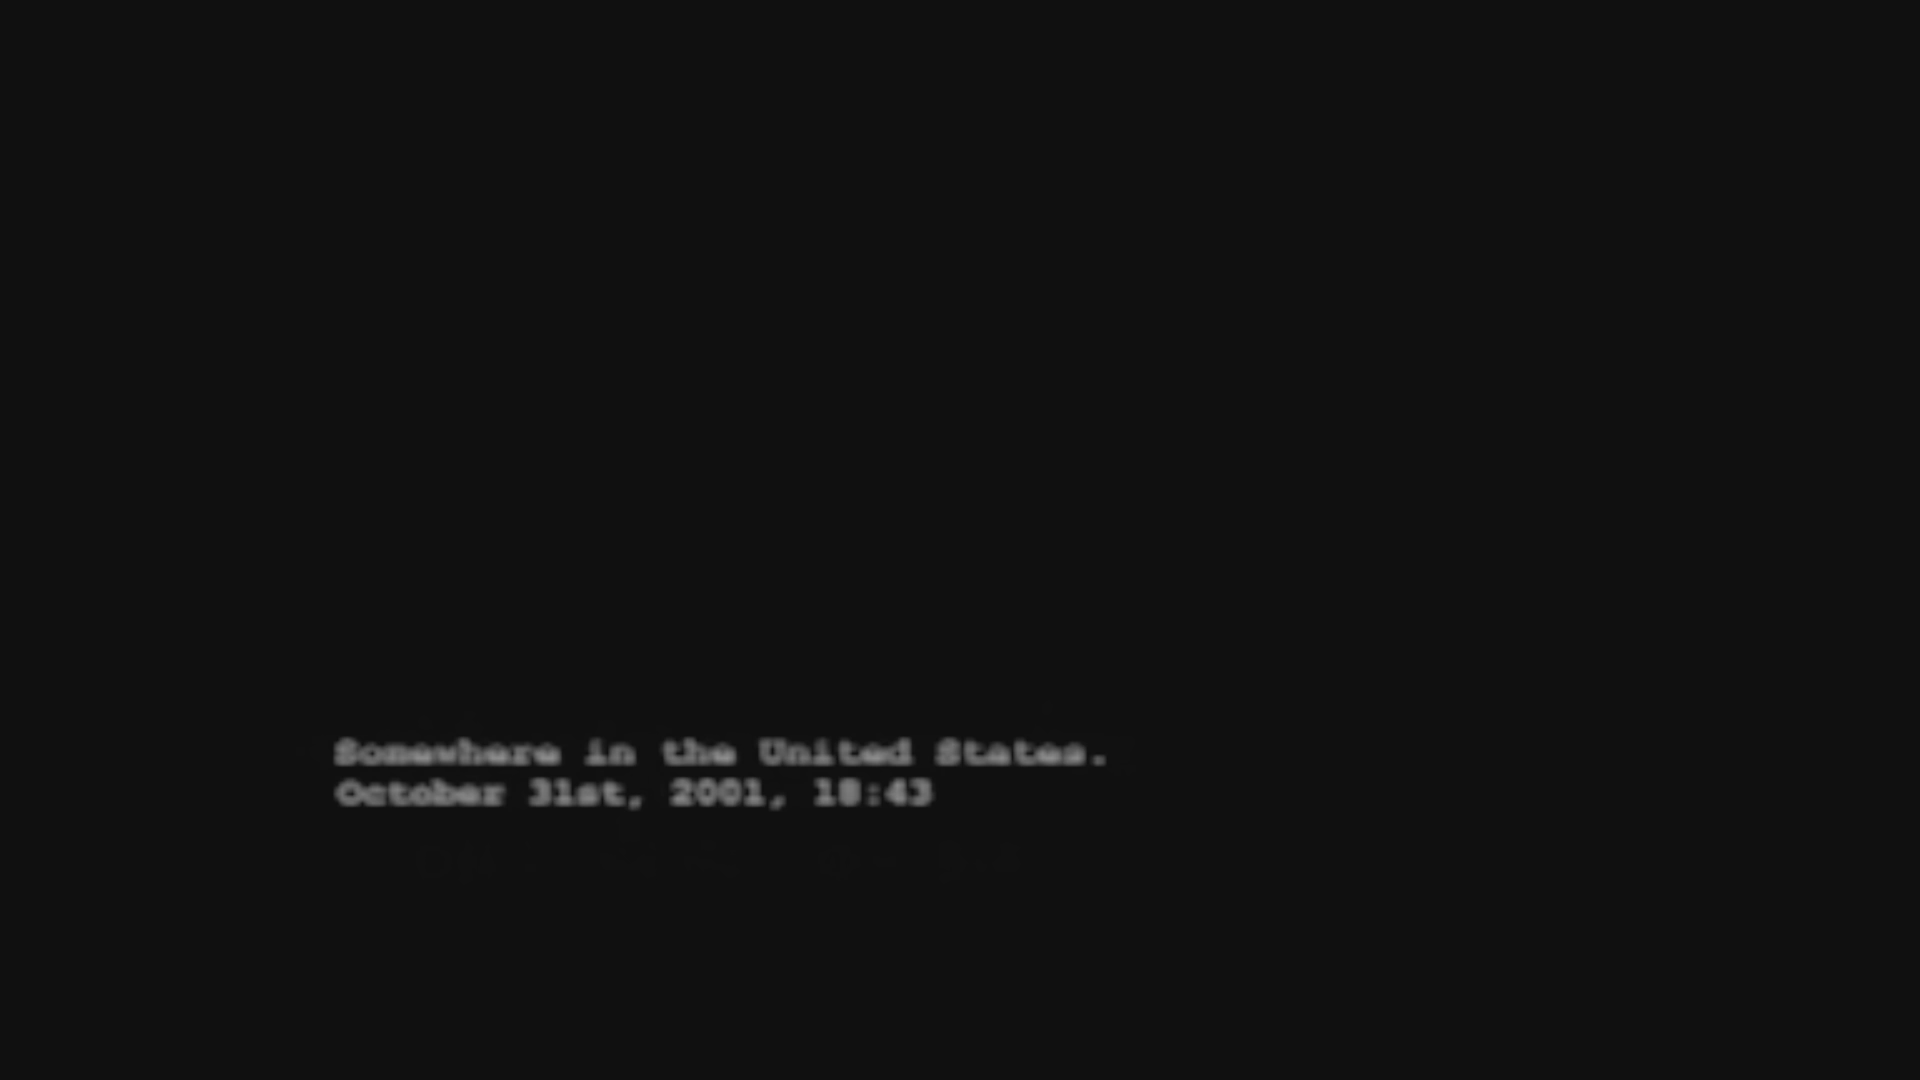 Somewhere in the United States.
October 31st, 2001, 18:43